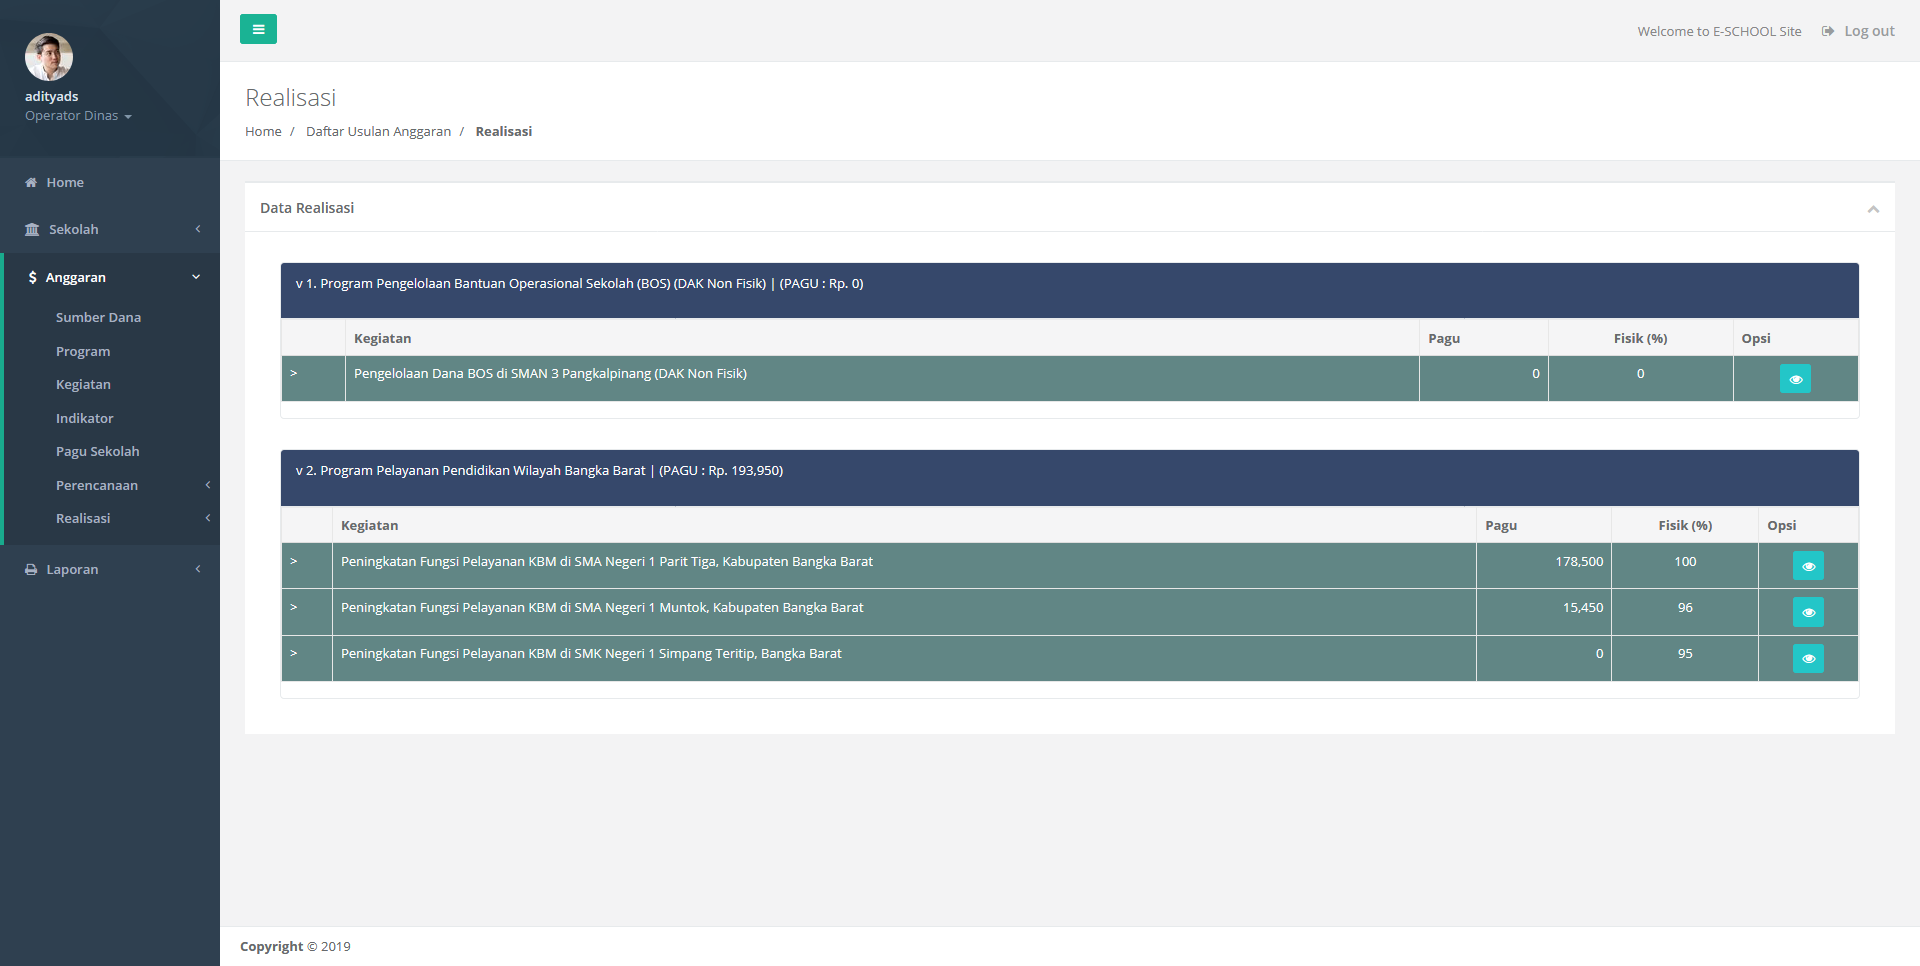 adityads
Operator Dinas
Home
Sekolah
$ Anggaran
Sumber Dana
Program
Kegiatan
Indikator
Pagu Sekolah
Perencanaan
Realisasi
Laporan
Welcome to E-SCHOOL Site Log out
Realisasi
Home / Daftar Usulan Anggaran / Realisasi
Data Realisasi
v 1. Program Pengelolaan Bantuan Operasional Sekolah (BOS) (DAK Non Fisik) | (PAGU : Rp. 0)
Kegiatan Pagu Fisik (%) Opsi
> Pengelolaan Dana BOS di SMAN 3 Pangkalpinang (DAK Non Fisik) 0 0
v 2. Program Pelayanan Pendidikan Wilayah Bangka Barat | (PAGU : Rp. 193,950)
Kegiatan Pagu Fisik (%) Opsi
> Peningkatan Fungsi Pelayanan KBM di SMA Negeri 1 Parit Tiga, Kabupaten Bangka Barat 178,500 100
> Peningkatan Fungsi Pelayanan KBM di SMA Negeri 1 Muntok, Kabupaten Bangka Barat 15,450 96
> Peningkatan Fungsi Pelayanan KBM di SMK Negeri 1 Simpang Teritip, Bangka Barat 0 95
Copyright © 2019